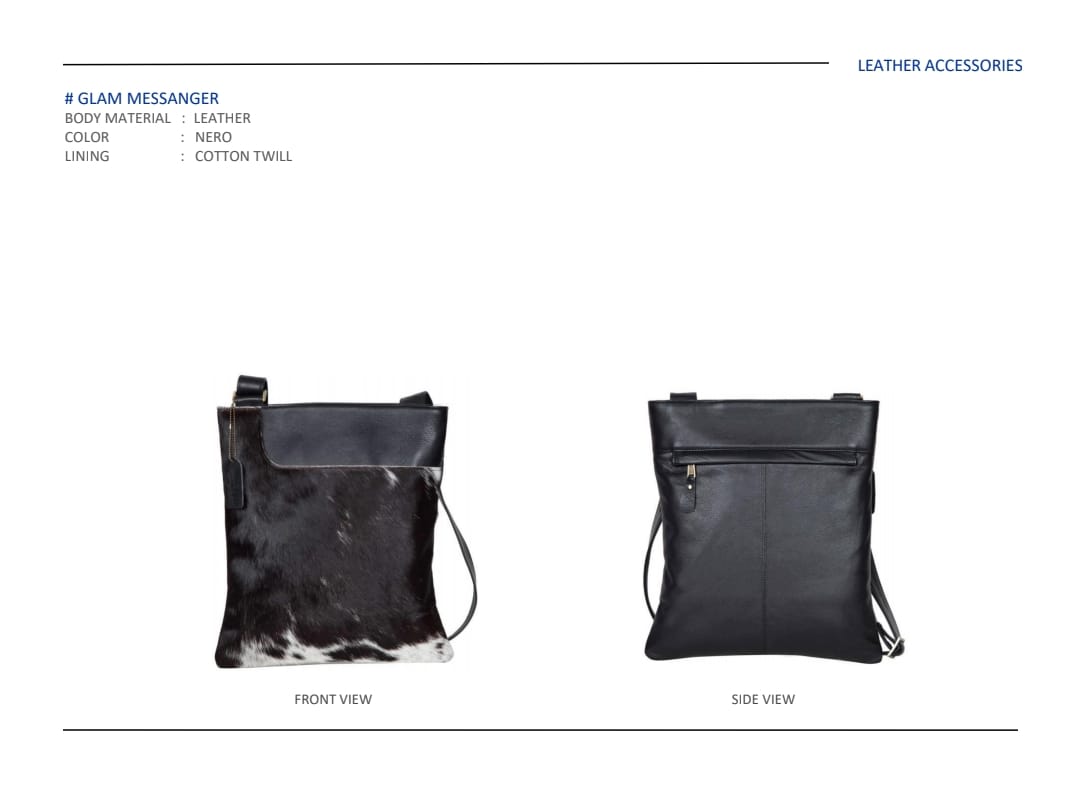 LEATHER ACCESSORIES
# GLAM MESSANGER
BODY MATERIAL : LEATHER
COLOR : NERO
LINING : COTTON TWILL
FRONT VIEW
SIDE VIEW